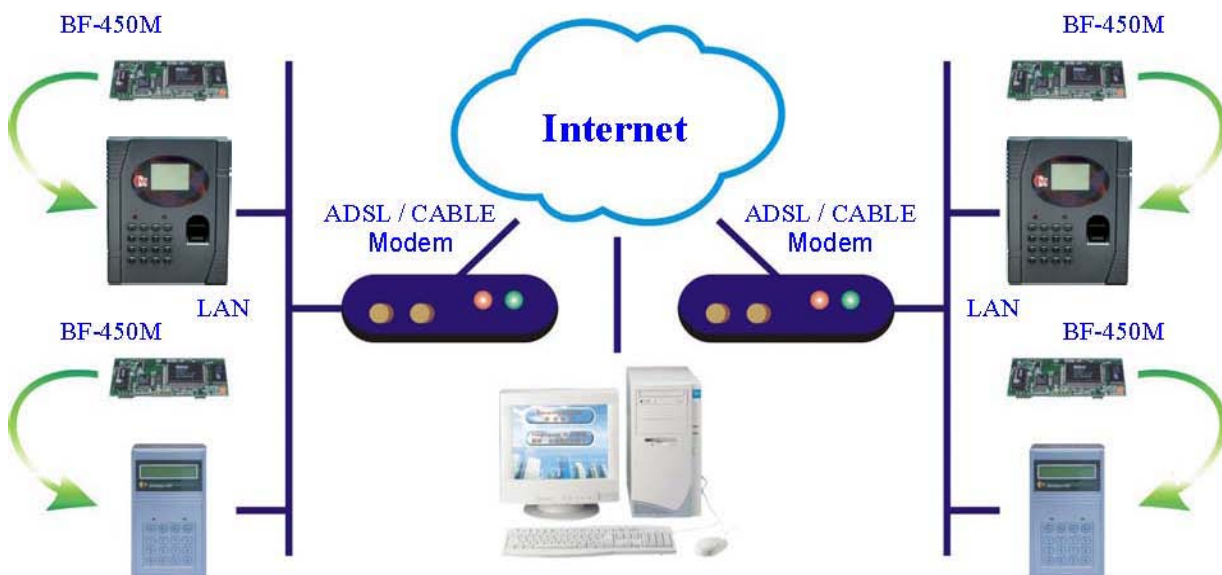 BF-450M
BF-450M
Internet
ADSL / CABLE
Modem
ADSL / CABLE
Modem
LAN
LAN
BF-450M
BF-450M